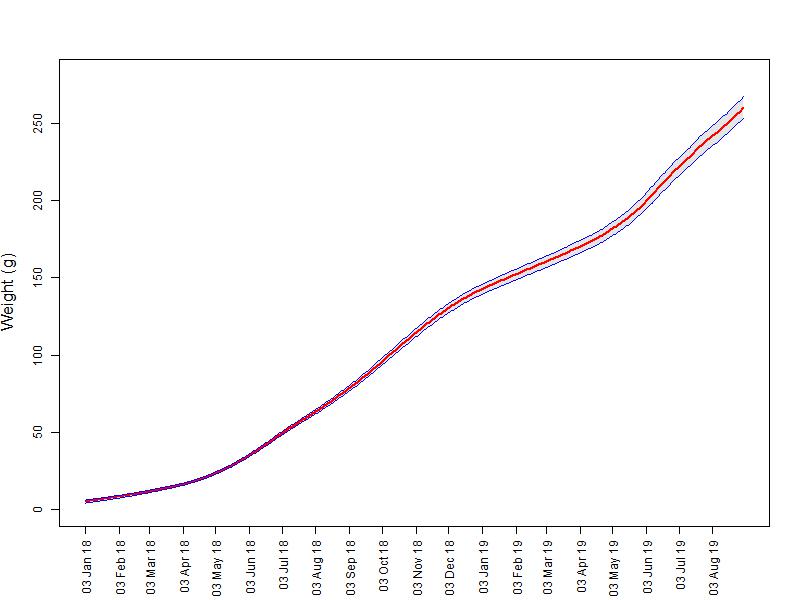 Weight (g)
250
200
150
100
50
0
03 Jan 18
03 Feb 18
03 Mar 18
03 Apr 18
03 May 18
03 Jun 18
03 Jul 18
03 Aug 18
03 Sep 18
03 Oct 18
03 Nov 18
03 Dec 18
03 Jan 19
03 Feb 19
03 Mar 19
03 Apr 19
03 May 19
03 Jun 19
03 Jul 19
03 Aug 19